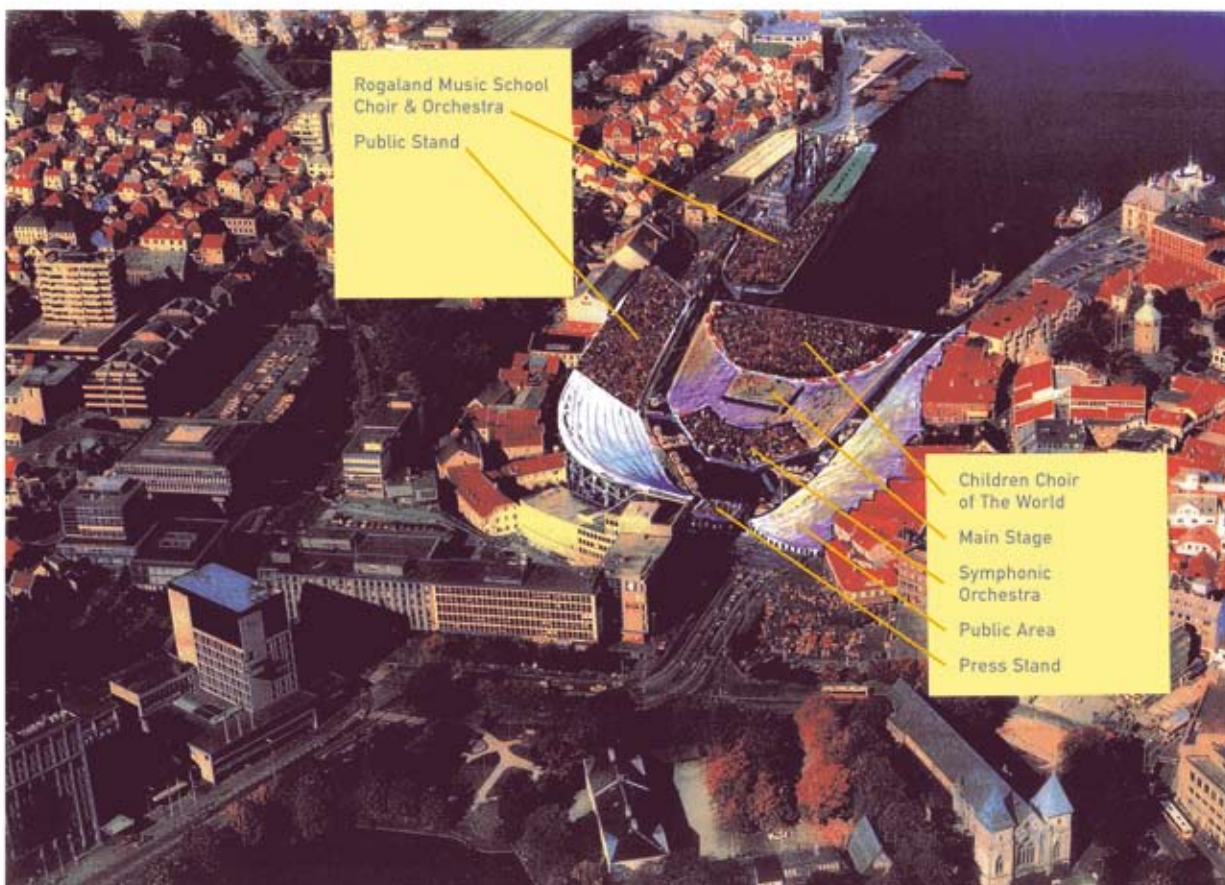 Rogaland Music School
Choir & Orchestra
Public Stand
Children Choir
of The World
Main Stage
Symphonic
Orchestra
Public Area
Press Stand